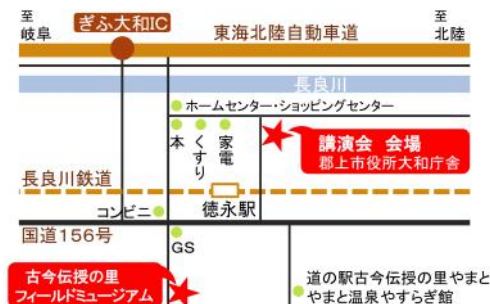 至
岐阜
ぎふ大和IC
東海北陸自動車道
至
北陸
長良川
ホームセンター・ショッピングセンター
本
くすり
家電
講演会 会場
郡上市役所大和庁舎
長良川鉄道
コンビニ
徳永駅
国道156号
GS
古今伝授の里
フィールドミュージアム
道の駅古今伝授の里やまと
やまと温泉やすらぎ館